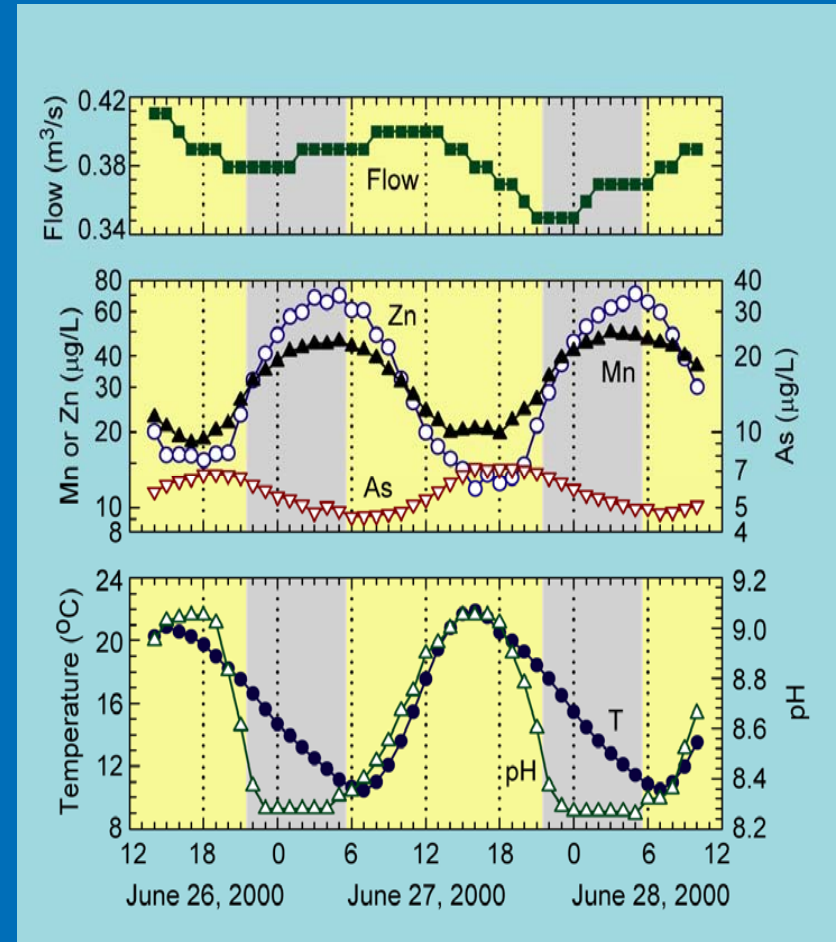 0.42
0.38
0.34
Flow (m³/s)
Flow
80
60
40
30
20
10
8
Mn or Zn (µg/L)
Zn
Mn
As
40
30
20
10
7
5
4
As (µg/L)
24
20
16
12
8
Temperature (ºC)
T
pH
9.2
9.0
8.8
8.6
8.4
8.2
pH
12 18 0 6 12 18 0 6 12
June 26, 2000 June 27, 2000 June 28, 2000